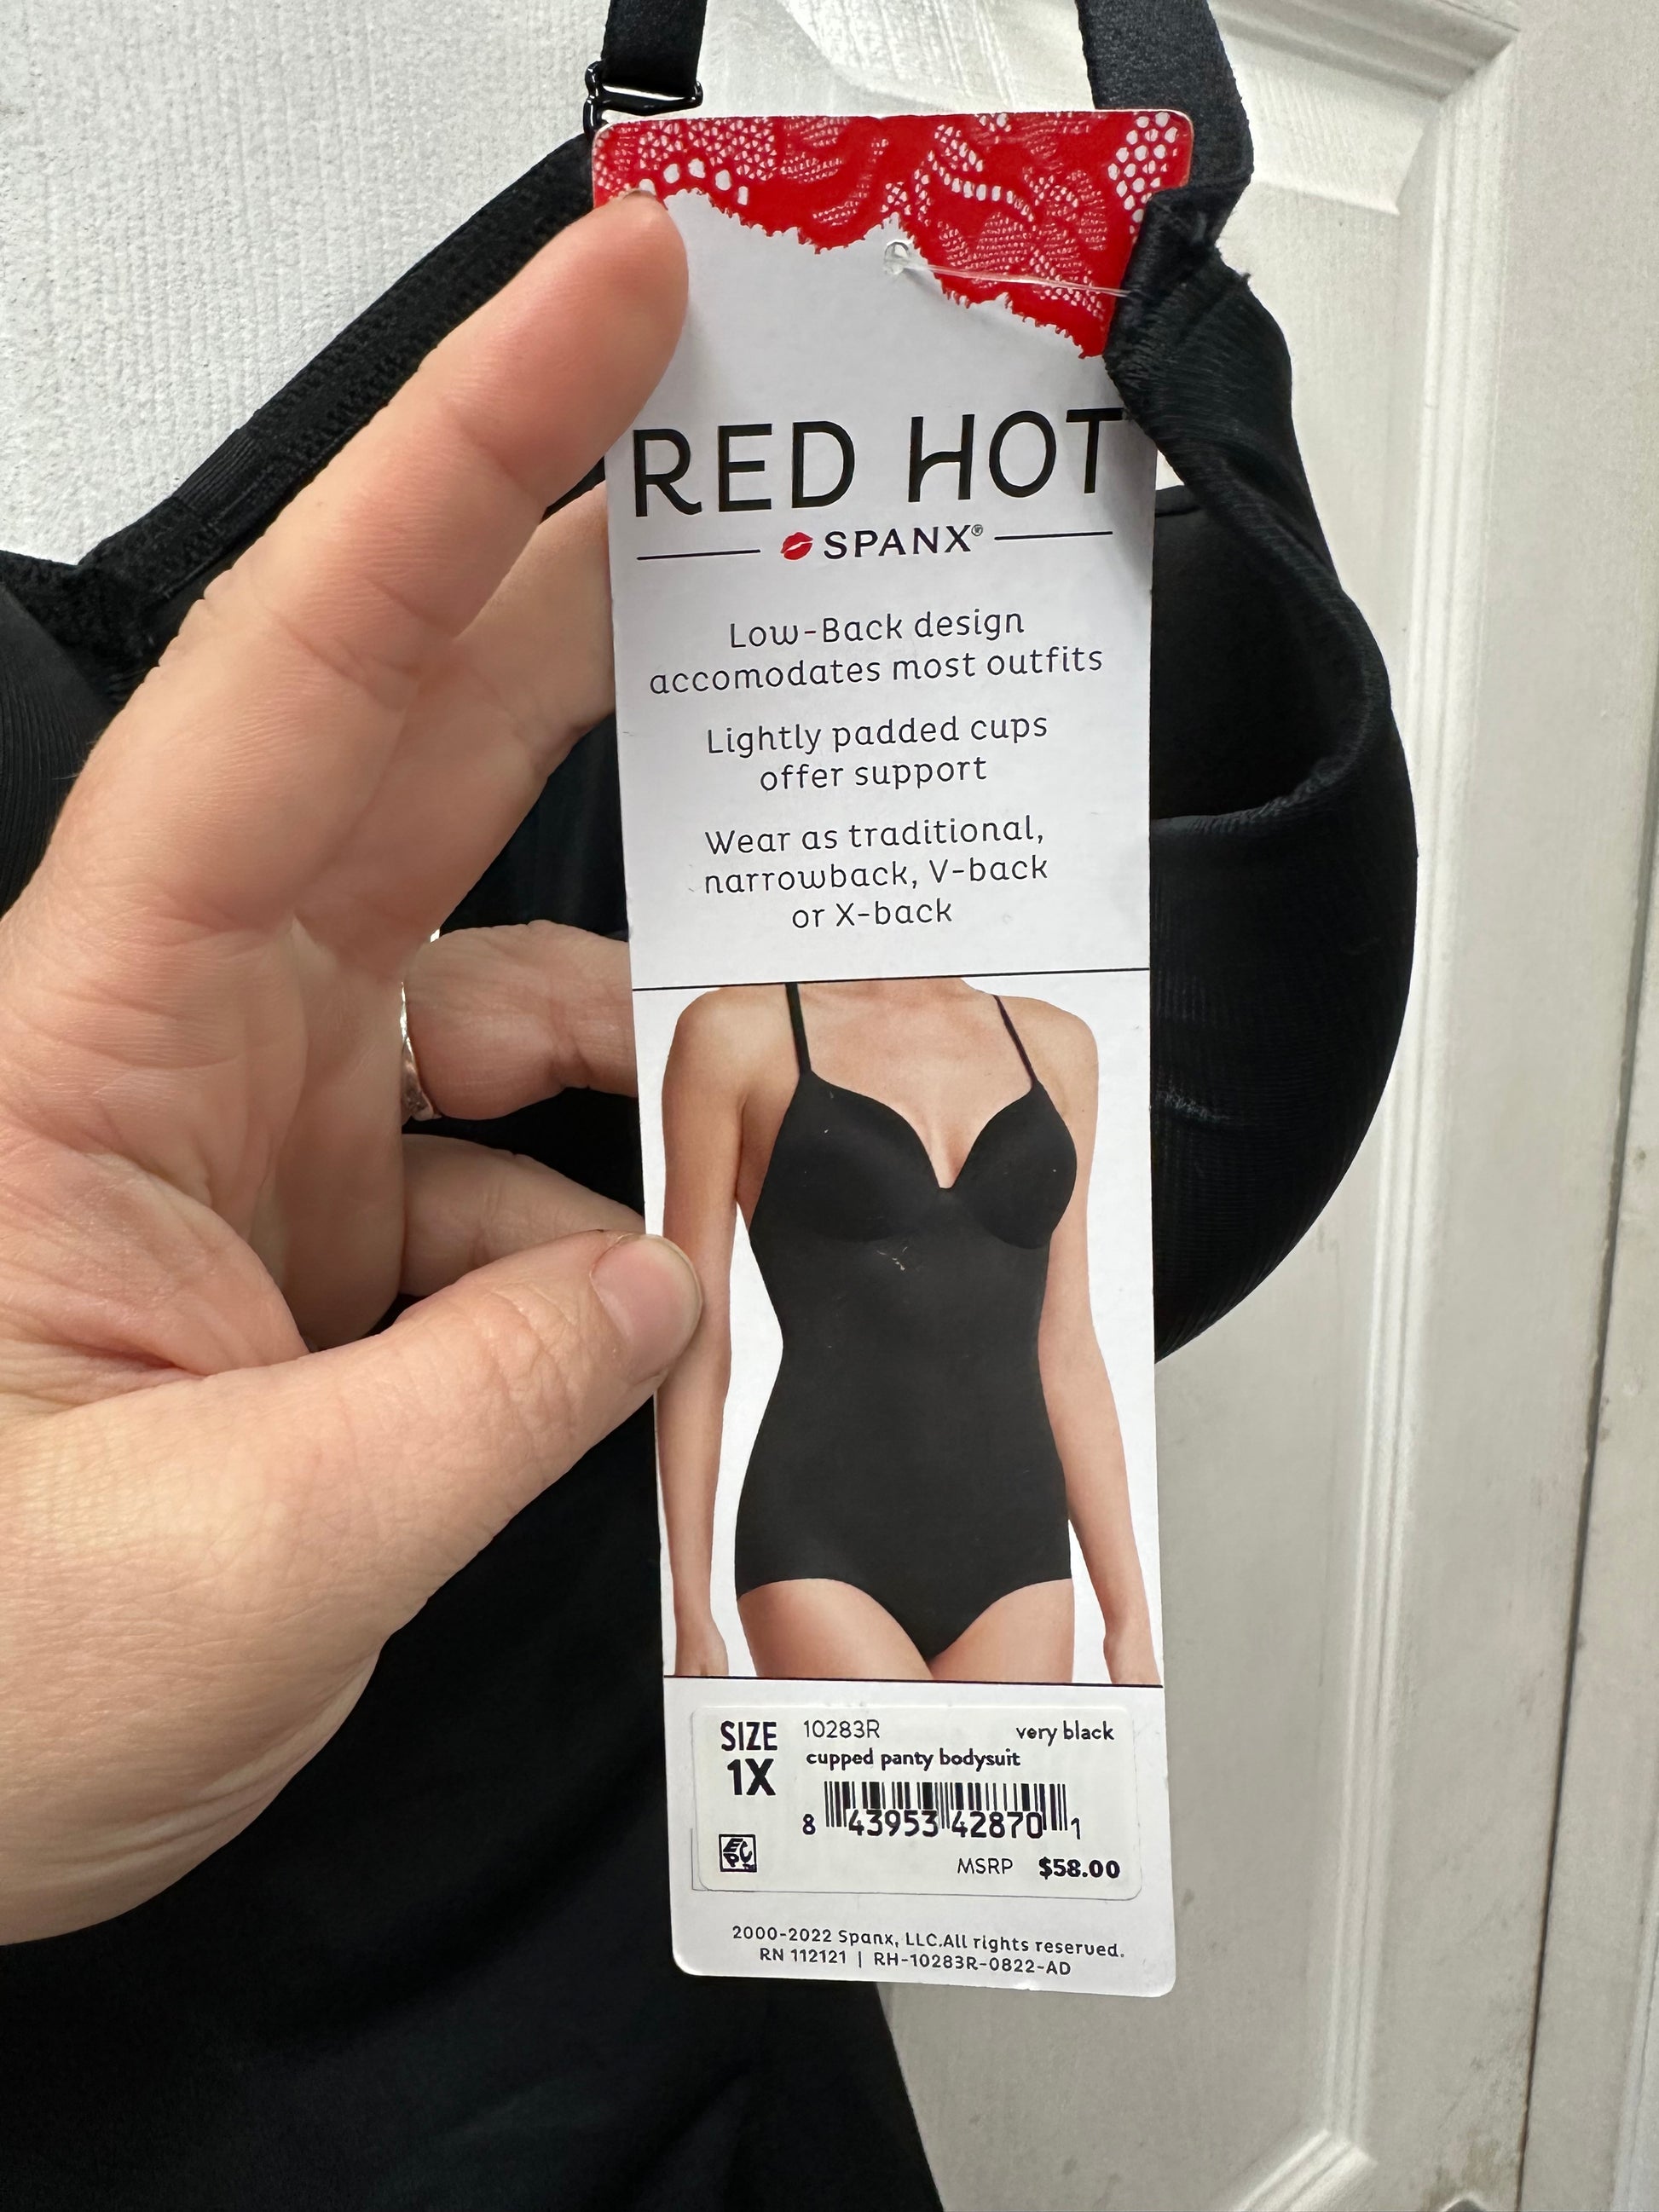 RED HOT
SPANX®
Low-Back design
accomodates most outfits
Lightly padded cups
offer support
Wear as traditional,
narrowback, V-back
or X-back
SIZE
1X
10283R
very black
cupped panty bodysuit
8 43953 42870 1
MSRP $58.00
2000-2022 Spanx, LLC.All rights reserved.
RN 112121 | RH-10283R-0822-AD